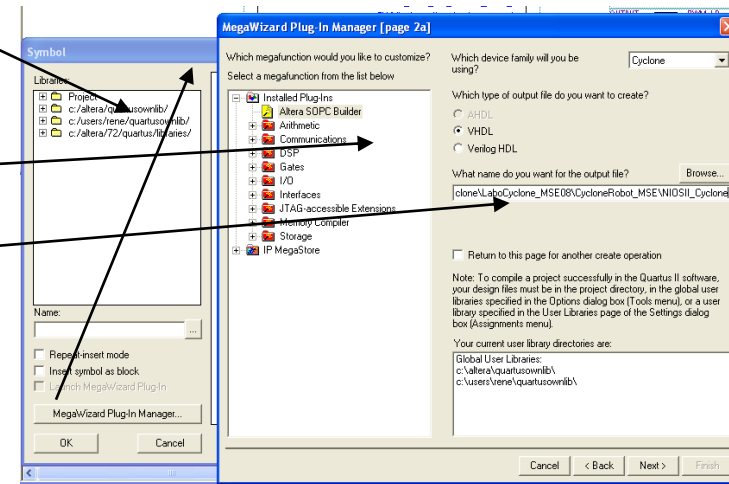 MegaWizard Plug-In Manager [page 2a]
Symbol
Libraries:
Project
c:/altera/quartusownlib/
c:/users/rene/quartusownlib/
c:/altera/72/quartus/libraries/
Name:
...
Repeat-insert mode
Insert symbol as block
Launch MegaWizard Plug-In
MegaWizard Plug-In Manager...
OK
Cancel
Which megafunction would you like to customize?
Select a megafunction from the list below
Installed Plug-Ins
Altera SOPC Builder
Arithmetic
Communications
DSP
Gates
I/O
Interfaces
JTAG-accessible Extensions
Memory Compiler
Storage
IP MegaStore
Which device family will you be
using?
Cyclone
Which type of output file do you want to create?
AHDL
VHDL
Verilog HDL
What name do you want for the output file?
Browse...
clone\LaboCyclone_MSE08\CycloneRobot_MSE\NIOSII_Cyclone
Return to this page for another create operation
Note: To compile a project successfully in the Quartus II software,
your design files must be in the project directory, in the global user
libraries specified in the Options dialog box (Tools menu), or a user
library specified in the User Libraries page of the Settings dialog
box (Assignments menu).
Your current user library directories are:
Global User Libraries:
c:\altera\quartusownlib\
c:\users\rene\quartusownlib\
Cancel
< Back
Next >
Finish